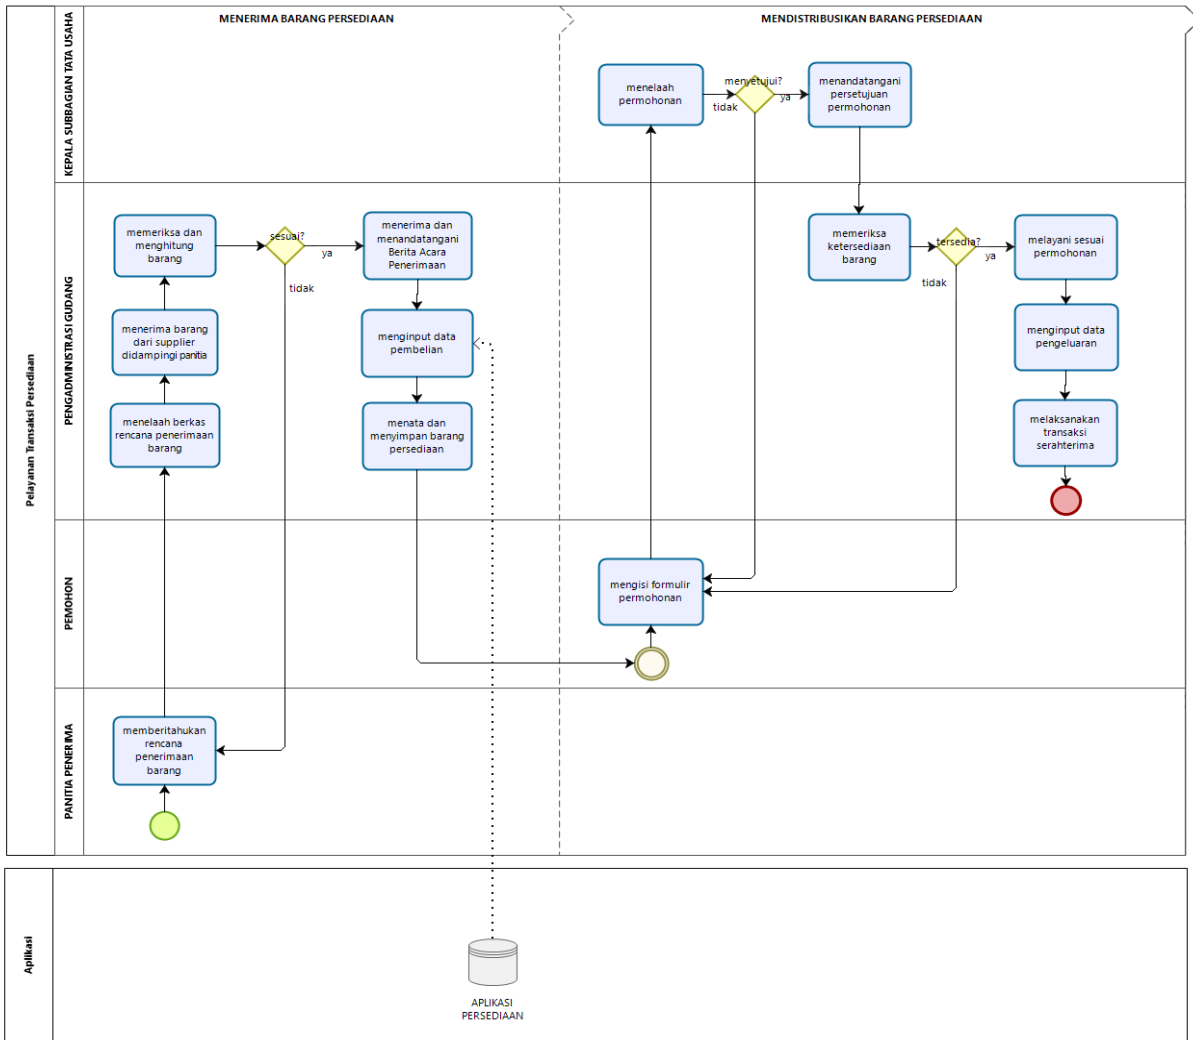 MENERIMA BARANG PERSEDIAAN
MENDISTRIBUSIKAN BARANG PERSEDIAAN
Pelayanan Transaksi Persediaan
KEPALA SUBBAGIAN TATA USAHA
menelaah
permohonan
menyetujui?
tidak
ya
menandatangani
persetujuan
permohonan
PENGADMINISTRASI GUDANG
memeriksa dan
menghitung
barang
sesuai?
ya
tidak
menerima dan
menandatangani
Berita Acara
Penerimaan
menerima barang
dari supplier
didampingi panitia
menginput data
pembelian
menelaah berkas
rencana penerimaan
barang
menata dan
menyimpan barang
persediaan
memeriksa
ketersediaan
barang
tersedia?
ya
tidak
melayani sesuai
permohonan
menginput data
pengeluaran
melaksanakan
transaksi
serahterima
PEMOHON
mengisi formulir
permohonan
PANITIA PENERIMA
memberitahukan
rencana
penerimaan
barang
Aplikasi
APLIKASI
PERSEDIAAN